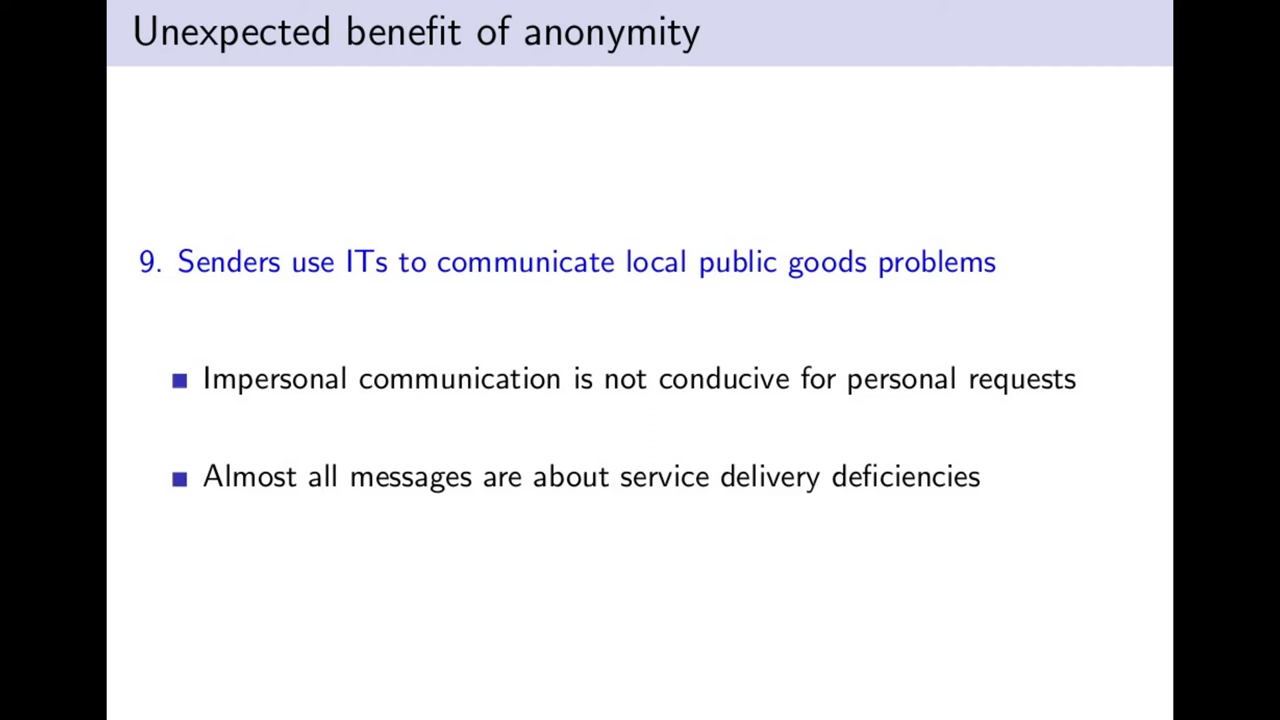 Unexpected benefit of anonymity
9. Senders use ITs to communicate local public goods problems
Impersonal communication is not conducive for personal requests
Almost all messages are about service delivery deficiencies